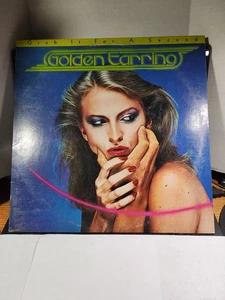 Grab It For A Second
Golden Earring